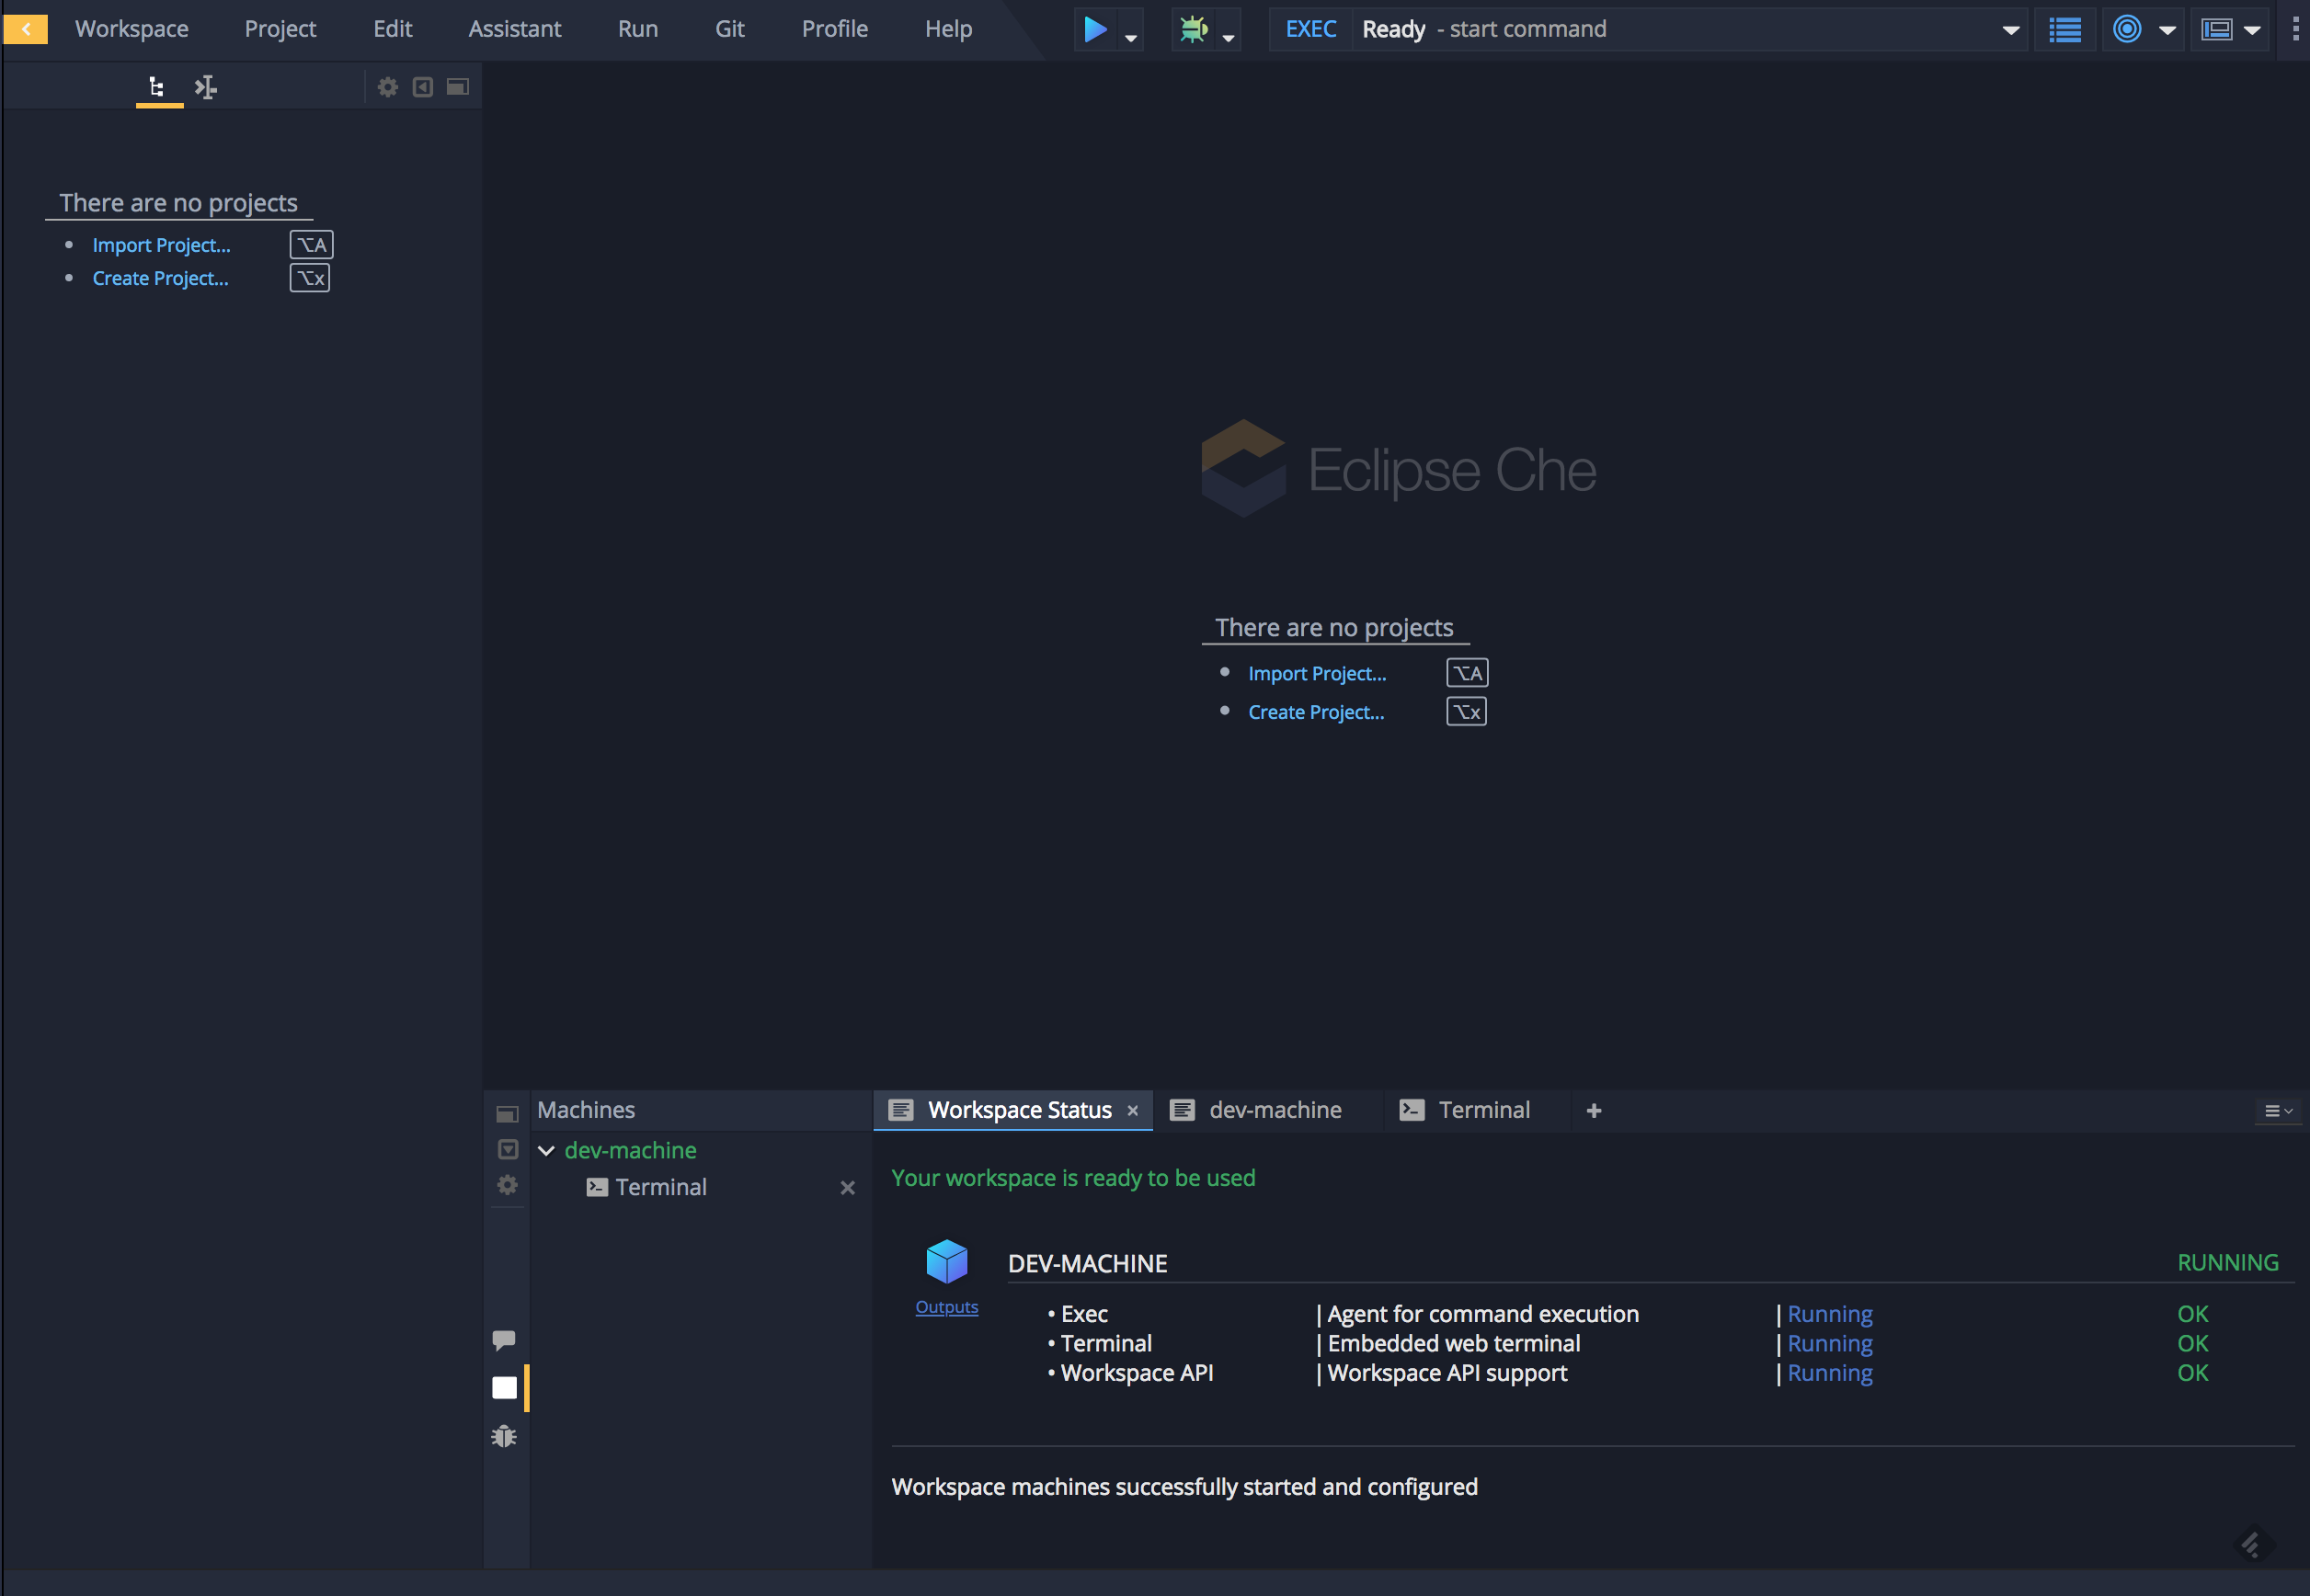 Workspace Project Edit Assistant Run Git Profile Help EXEC Ready - start command
There are no projects
Import Project... ⌥A
Create Project... ⌥x
Eclipse Che
There are no projects
Import Project... ⌥A
Create Project... ⌥x
Machines
dev-machine
Terminal
Workspace Status × dev-machine Terminal +
Your workspace is ready to be used
DEV-MACHINE RUNNING
Outputs
• Exec | Agent for command execution | Running OK
• Terminal | Embedded web terminal | Running OK
• Workspace API | Workspace API support | Running OK
Workspace machines successfully started and configured